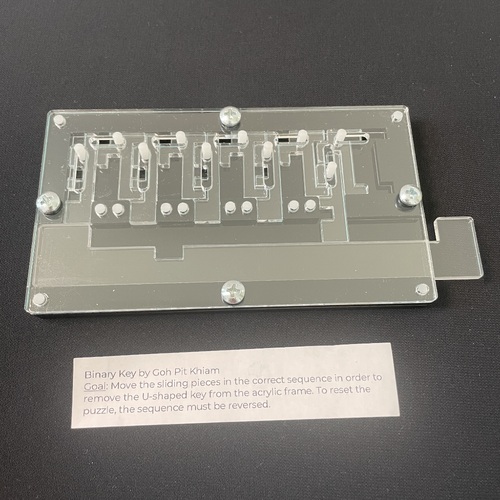 Binary Key by Goh Pit Khiam
Goal: Move the sliding pieces in the correct sequence in order to
remove the U-shaped key from the acrylic frame. To reset the
puzzle, the sequence must be reversed.